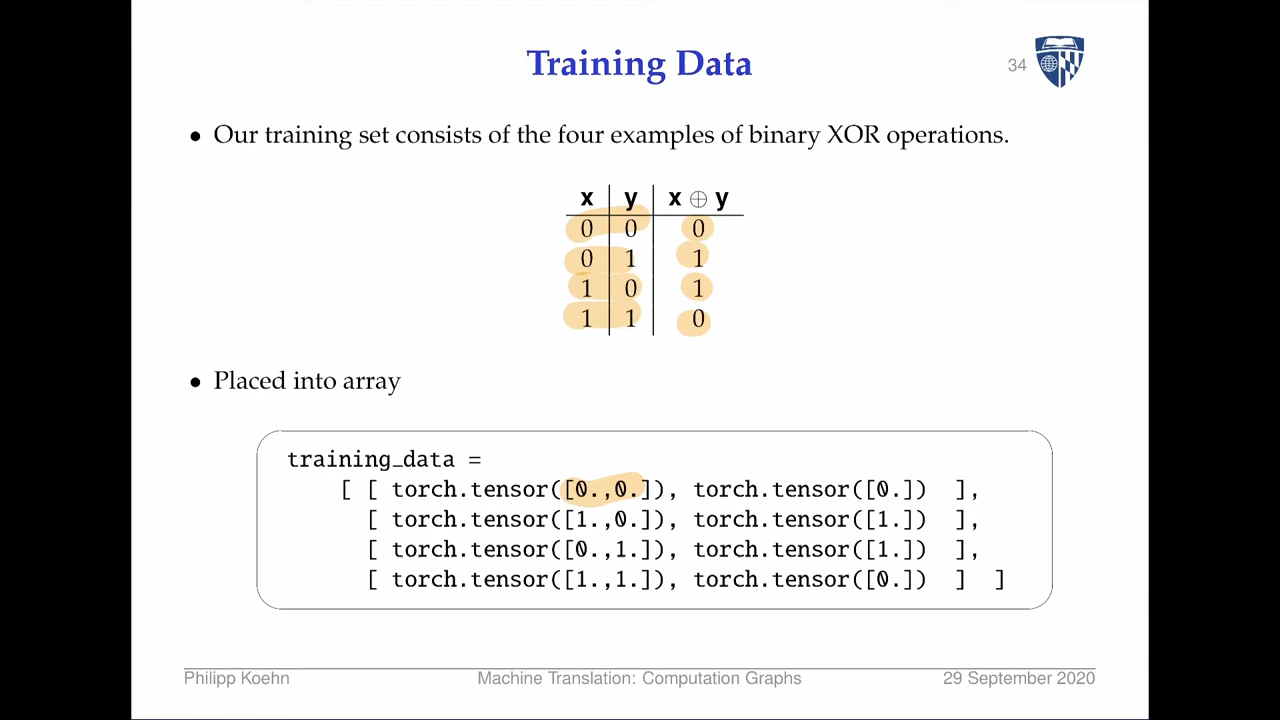 Training Data
34
• Our training set consists of the four examples of binary XOR operations.
x y x ⊕ y
0 0 0
0 1 1
1 0 1
1 1 0
• Placed into array
training_data =
[ [ torch.tensor([0.,0.]), torch.tensor([0.]) ],
[ torch.tensor([1.,0.]), torch.tensor([1.]) ],
[ torch.tensor([0.,1.]), torch.tensor([1.]) ],
[ torch.tensor([1.,1.]), torch.tensor([0.]) ] ]
Philipp Koehn Machine Translation: Computation Graphs 29 September 2020